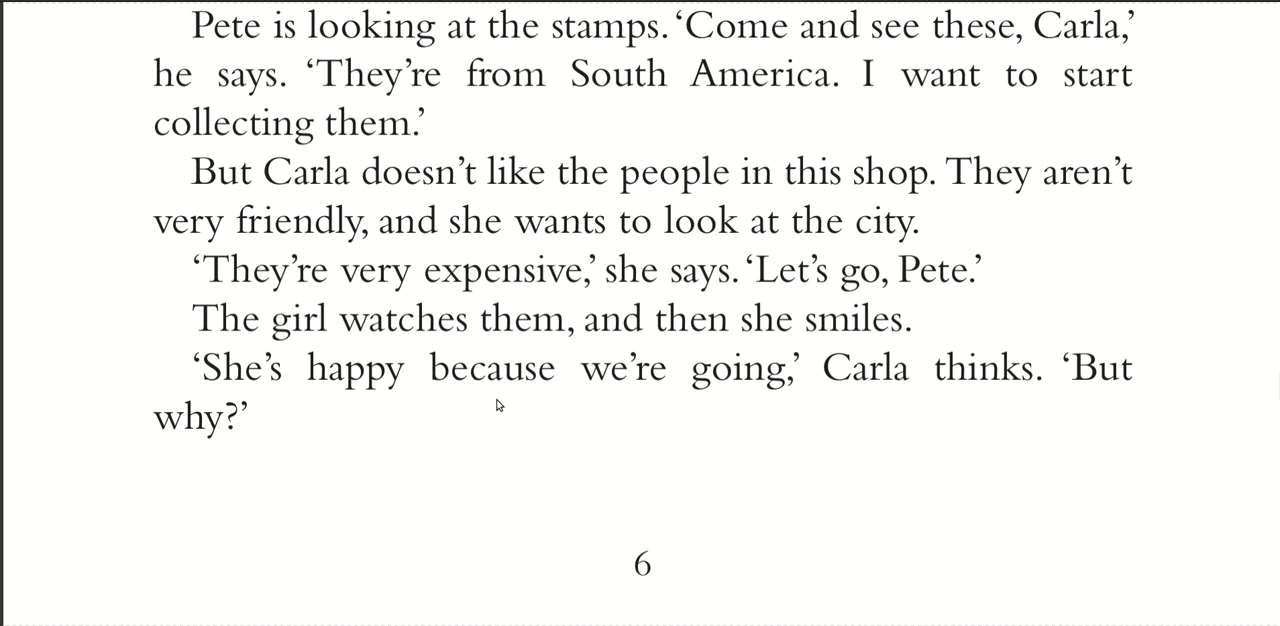 Pete is looking at the stamps. ‘Come and see these, Carla,’
he says. ‘They’re from South America. I want to start
collecting them.’
But Carla doesn’t like the people in this shop. They aren’t
very friendly, and she wants to look at the city.
‘They’re very expensive,’ she says. ‘Let’s go, Pete.’
The girl watches them, and then she smiles.
‘She’s happy because we’re going,’ Carla thinks. ‘But
why?’
6